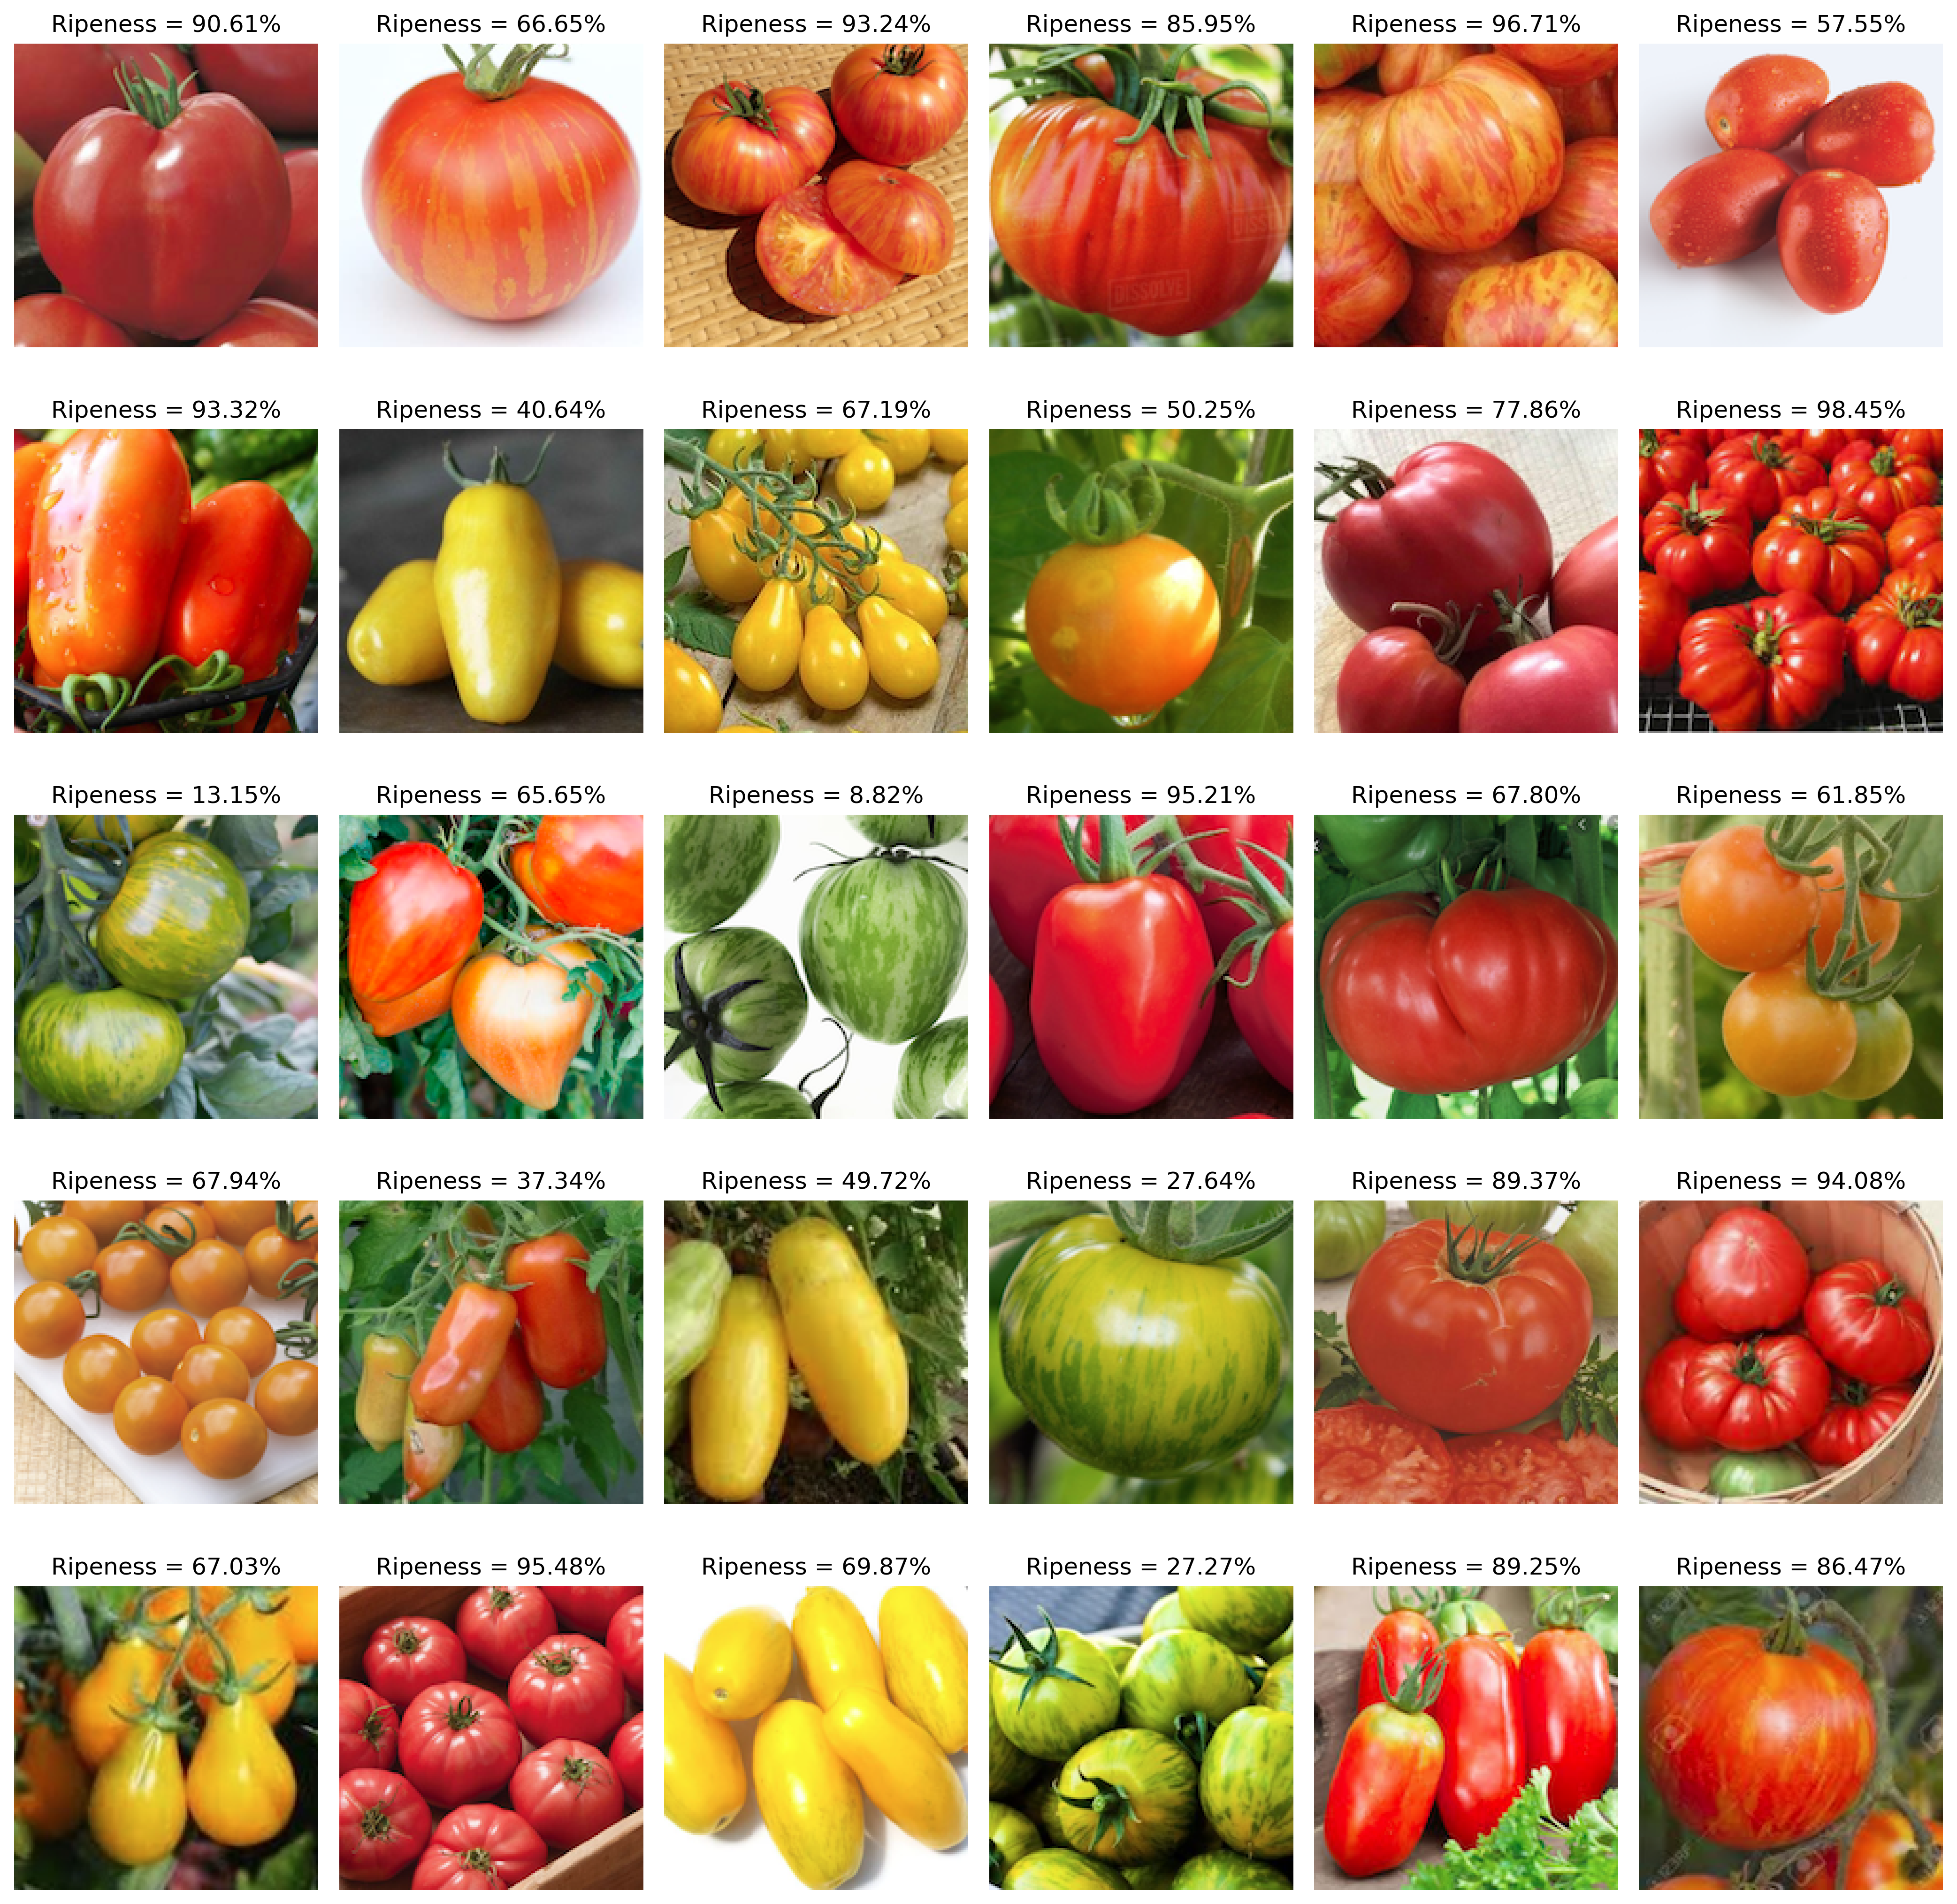 Ripeness = 90.61%
Ripeness = 66.65%
Ripeness = 93.24%
Ripeness = 85.95%
Ripeness = 96.71%
Ripeness = 57.55%
DISSOLVE
Ripeness = 93.32%
Ripeness = 40.64%
Ripeness = 67.19%
Ripeness = 50.25%
Ripeness = 77.86%
Ripeness = 98.45%
Ripeness = 13.15%
Ripeness = 65.65%
Ripeness = 8.82%
Ripeness = 95.21%
Ripeness = 67.80%
Ripeness = 61.85%
Ripeness = 67.94%
Ripeness = 37.34%
Ripeness = 49.72%
Ripeness = 27.64%
Ripeness = 89.37%
Ripeness = 94.08%
Ripeness = 67.03%
Ripeness = 95.48%
Ripeness = 69.87%
Ripeness = 27.27%
Ripeness = 89.25%
Ripeness = 86.47%